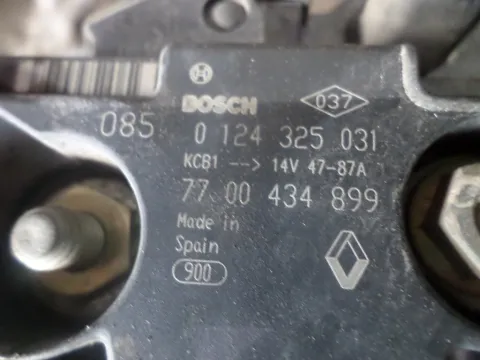 BOSCH
037
085
0 124 325 031
KCB1 --> 14V 47-87A
77 00 434 899
Made in
Spain
900